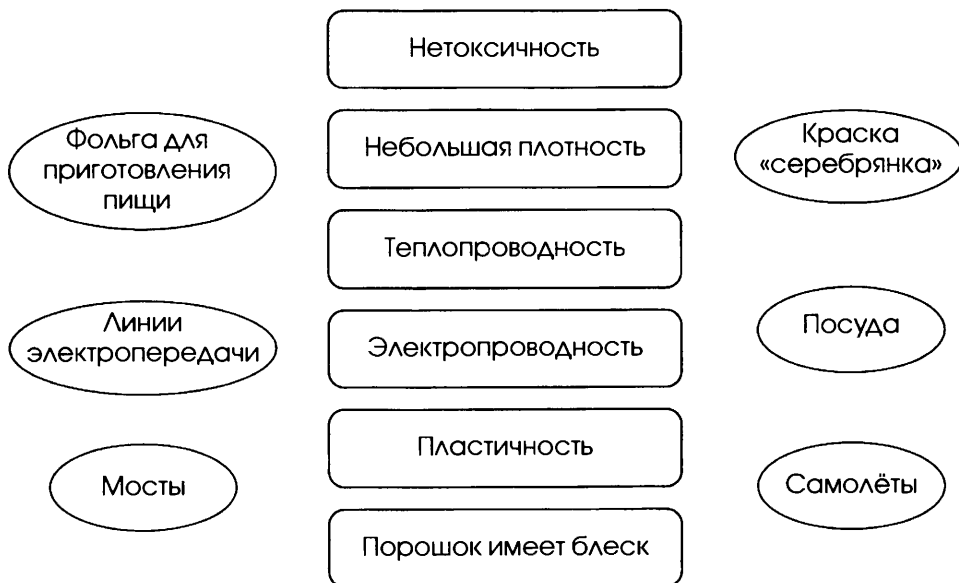 Нетоксичность
Фольга для
приготовления
пищи
Небольшая плотность
Краска
«серебрянка»
Теплопроводность
Линии
электропередачи
Электропроводность
Посуда
Пластичность
Мосты
Самолёты
Порошок имеет блеск